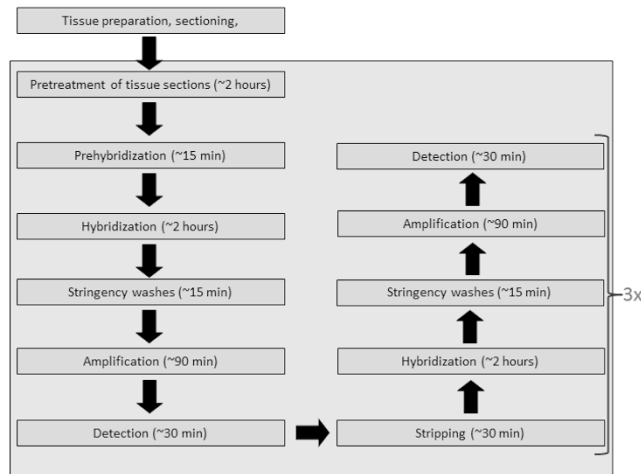 Tissue preparation, sectioning,
Pretreatment of tissue sections (~2 hours)
Prehybridization (~15 min)
Hybridization (~2 hours)
Stringency washes (~15 min)
Amplification (~90 min)
Detection (~30 min)
Stripping (~30 min)
Hybridization (~2 hours)
Stringency washes (~15 min)
Amplification (~90 min)
Detection (~30 min)
3x